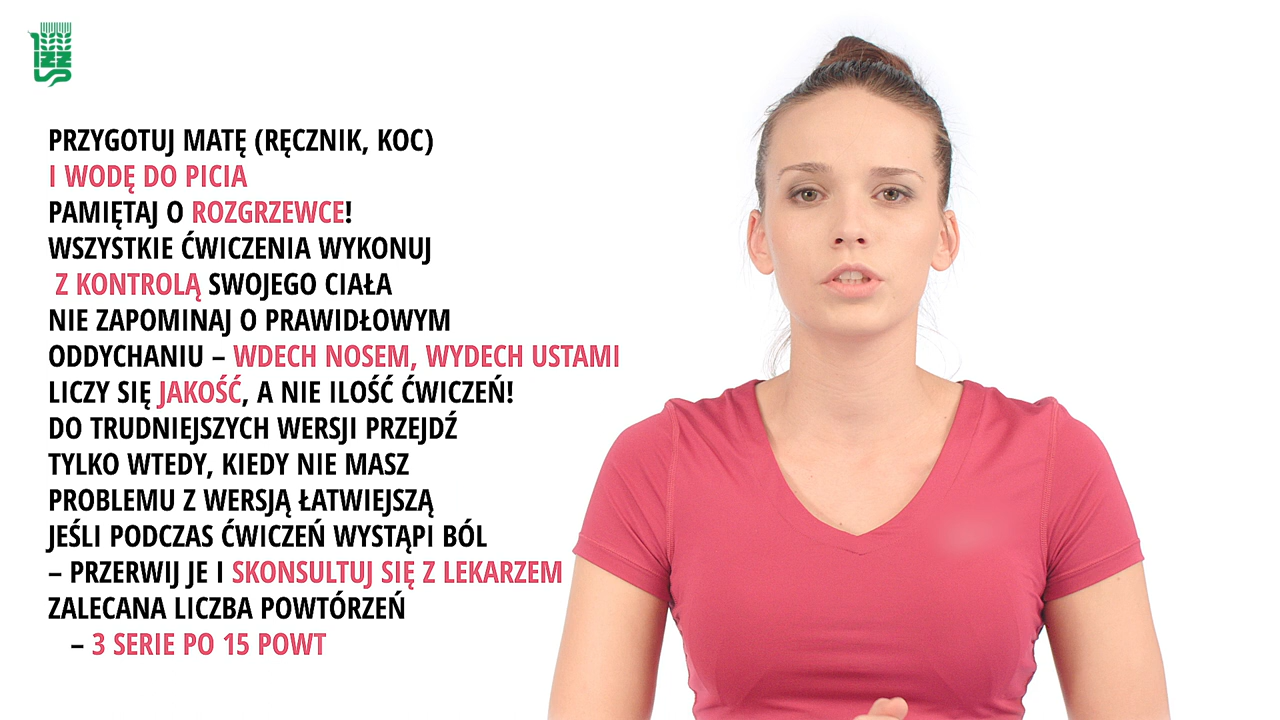 IŻŻ
PRZYGOTUJ MATĘ (RĘCZNIK, KOC)
I WODĘ DO PICIA
PAMIĘTAJ O ROZGRZEWCE!
WSZYSTKIE ĆWICZENIA WYKONUJ
Z KONTROLĄ SWOJEGO CIAŁA
NIE ZAPOMINAJ O PRAWIDŁOWYM
ODDYCHANIU – WDECH NOSEM, WYDECH USTAMI
LICZY SIĘ JAKOŚĆ, A NIE ILOŚĆ ĆWICZEŃ!
DO TRUDNIEJSZYCH WERSJI PRZEJDŹ
TYLKO WTEDY, KIEDY NIE MASZ
PROBLEMU Z WERSJĄ ŁATWIEJSZĄ
JEŚLI PODCZAS ĆWICZEŃ WYSTĄPI BÓL
– PRZERWIJ JE I SKONSULTUJ SIĘ Z LEKARZEM
ZALECANA LICZBA POWTÓRZEŃ
– 3 SERIE PO 15 POWT